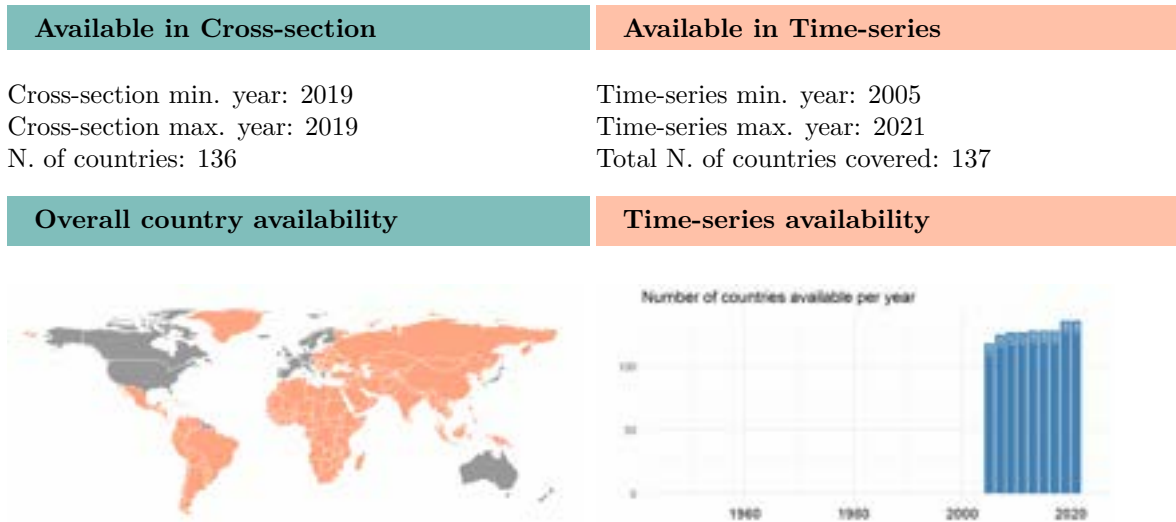 Available in Cross-section
Available in Time-series
Cross-section min. year: 2019
Cross-section max. year: 2019
N. of countries: 136
Time-series min. year: 2005
Time-series max. year: 2021
Total N. of countries covered: 137
Overall country availability
Time-series availability
Number of countries available per year
100
50
0
1960
1980
2000
2020